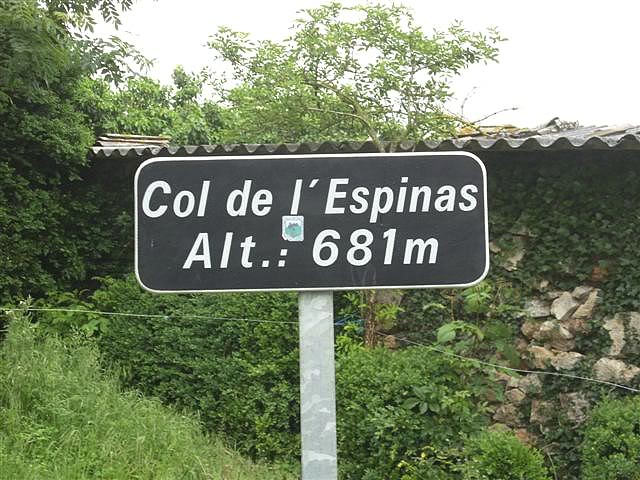 Col de l´Espinas
Alt.: 681m